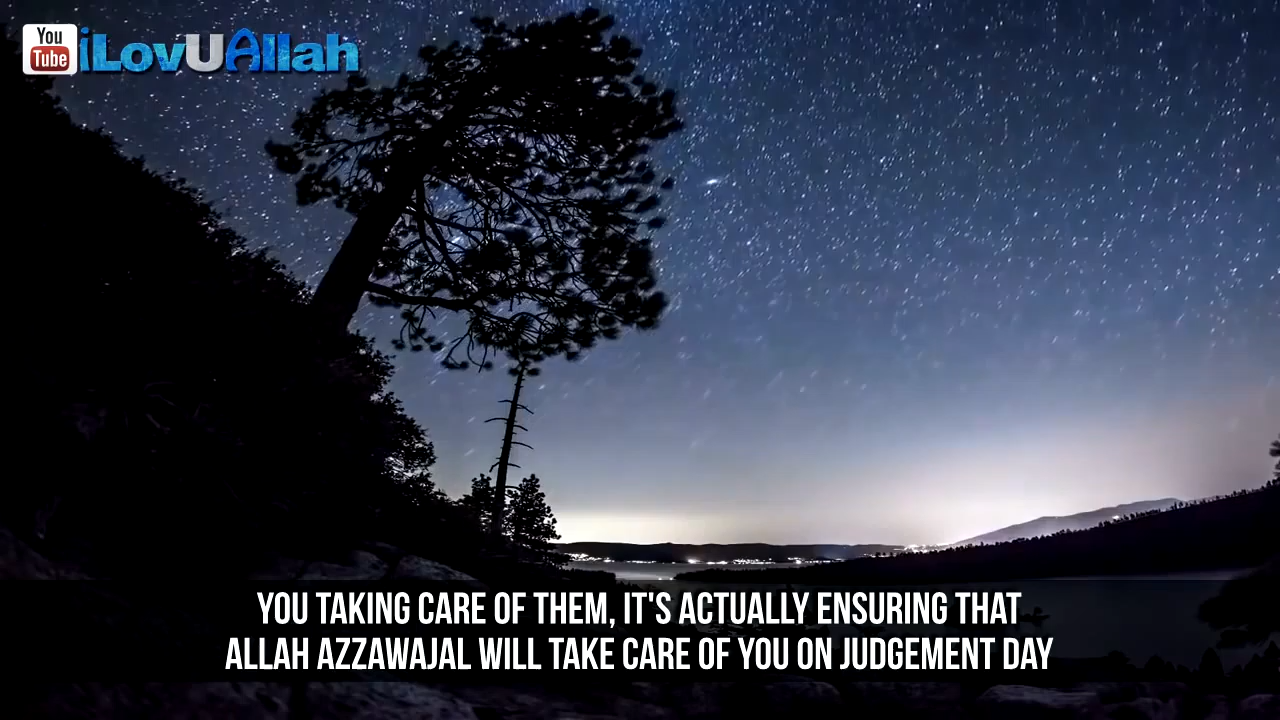 You Tube iLovUAllah
YOU TAKING CARE OF THEM, IT'S ACTUALLY ENSURING THAT
ALLAH AZZAWAJAL WILL TAKE CARE OF YOU ON JUDGEMENT DAY